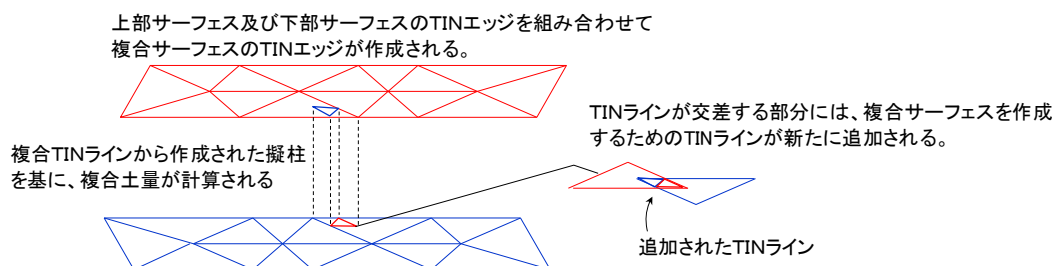 上部サーフェス及び下部サーフェスのTINエッジを組み合わせて
複合サーフェスのTINエッジが作成される。
TINラインが交差する部分には、複合サーフェスを作成
するためのTINラインが新たに追加される。
複合TINラインから作成された擬柱
を基に、複合土量が計算される
追加されたTINライン